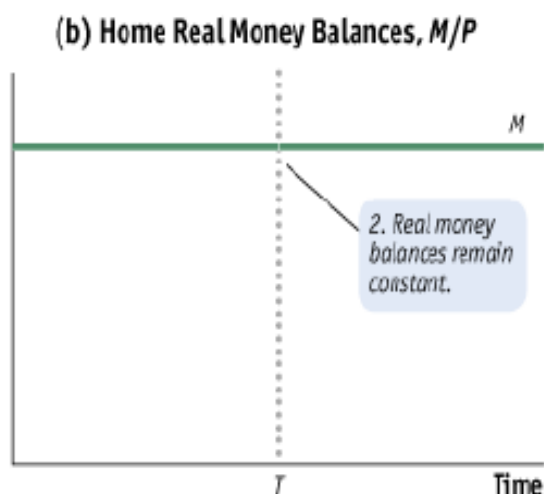 (b) Home Real Money Balances, M/P
M
2. Real money
balances remain
constant.
T
Time